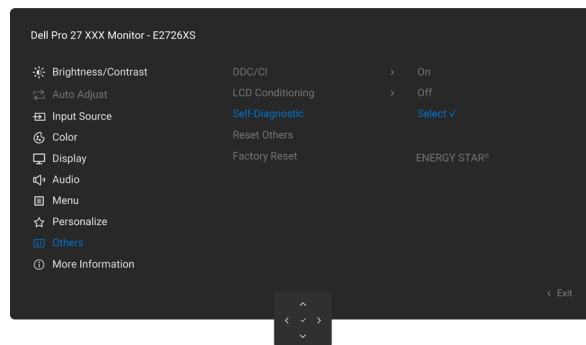 Dell Pro 27 XXX Monitor - E2726XS
Brightness/Contrast
DDC/CI > On
Auto Adjust
LCD Conditioning > Off
Input Source
Self-Diagnostic Select √
Color
Reset Others
Display
Factory Reset ENERGY STAR®
Audio
Menu
Personalize
Others
More Information
< Exit